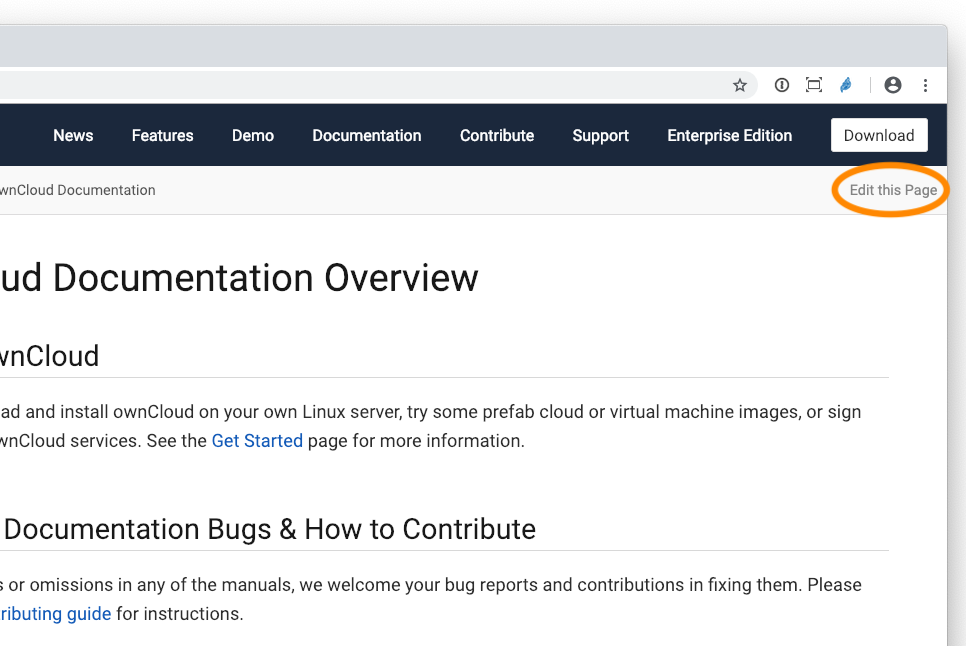 News Features Demo Documentation Contribute Support Enterprise Edition Download
wnCloud Documentation Edit this Page
ud Documentation Overview
wnCloud
ad and install ownCloud on your own Linux server, try some prefab cloud or virtual machine images, or sign
wnCloud services. See the Get Started page for more information.
Documentation Bugs & How to Contribute
s or omissions in any of the manuals, we welcome your bug reports and contributions in fixing them. Please
ributing guide for instructions.